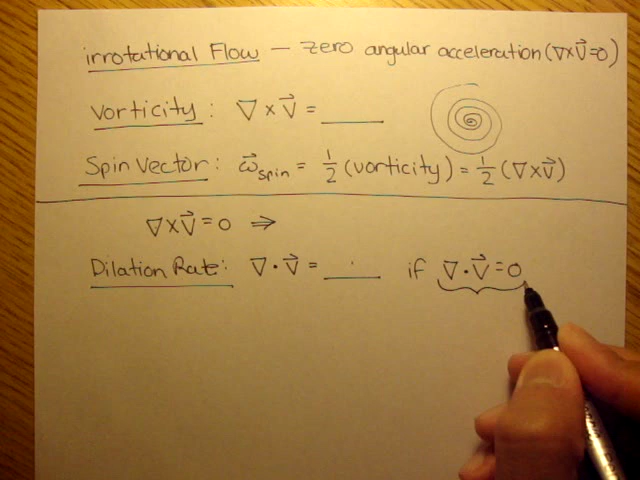 irrotational Flow — zero angular acceleration (∇×V⃗=0)
Vorticity: ∇ × V⃗ = ____
Spin Vector: ω⃗spin = 1/2 (vorticity) = 1/2 (∇×V⃗)
∇×V⃗ = 0 ⇒
Dilation Rate: ∇ · V⃗ = ____ if ∇ · V⃗ = 0